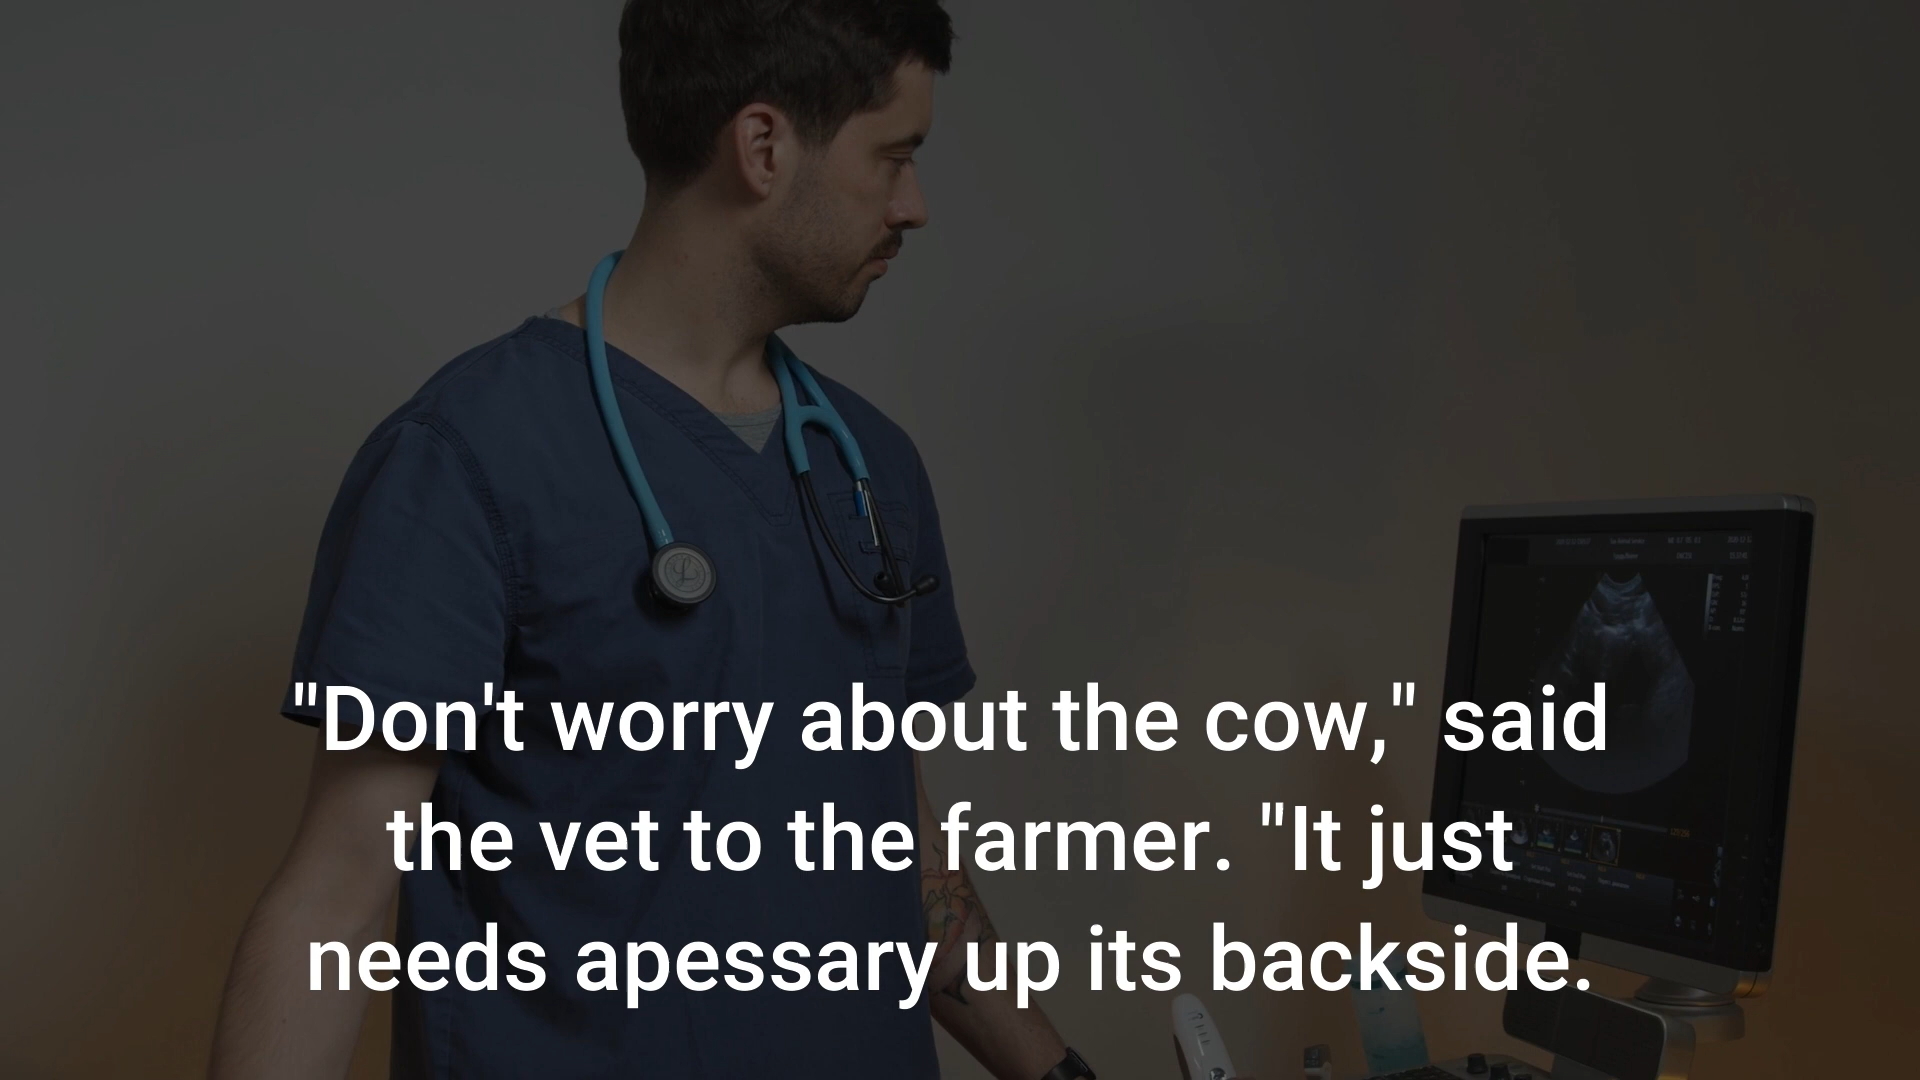 "Don't worry about the cow," said
the vet to the farmer. "It just
needs apessary up its backside.